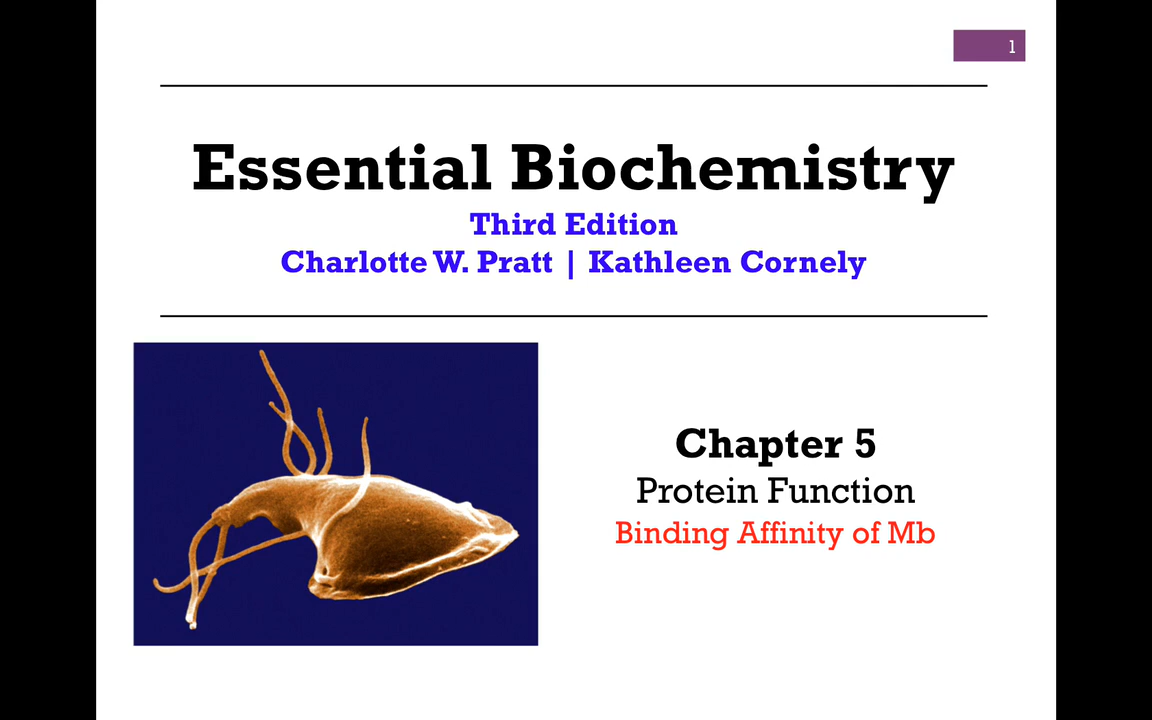 1
Essential Biochemistry
Third Edition
Charlotte W. Pratt | Kathleen Cornely
Chapter 5
Protein Function
Binding Affinity of Mb